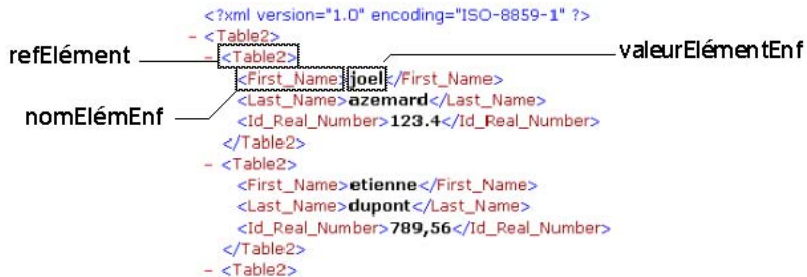 <?xml version="1.0" encoding="ISO-8859-1" ?>
- <Table2>
refElément - <Table2> valeurElémentEnf
<First_Name>joel</First_Name>
<Last_Name>azemard</Last_Name>
nomElémEnf <Id_Real_Number>123.4</Id_Real_Number>
</Table2>
- <Table2>
<First_Name>etienne</First_Name>
<Last_Name>dupont</Last_Name>
<Id_Real_Number>789,56</Id_Real_Number>
</Table2>
- <Table2>